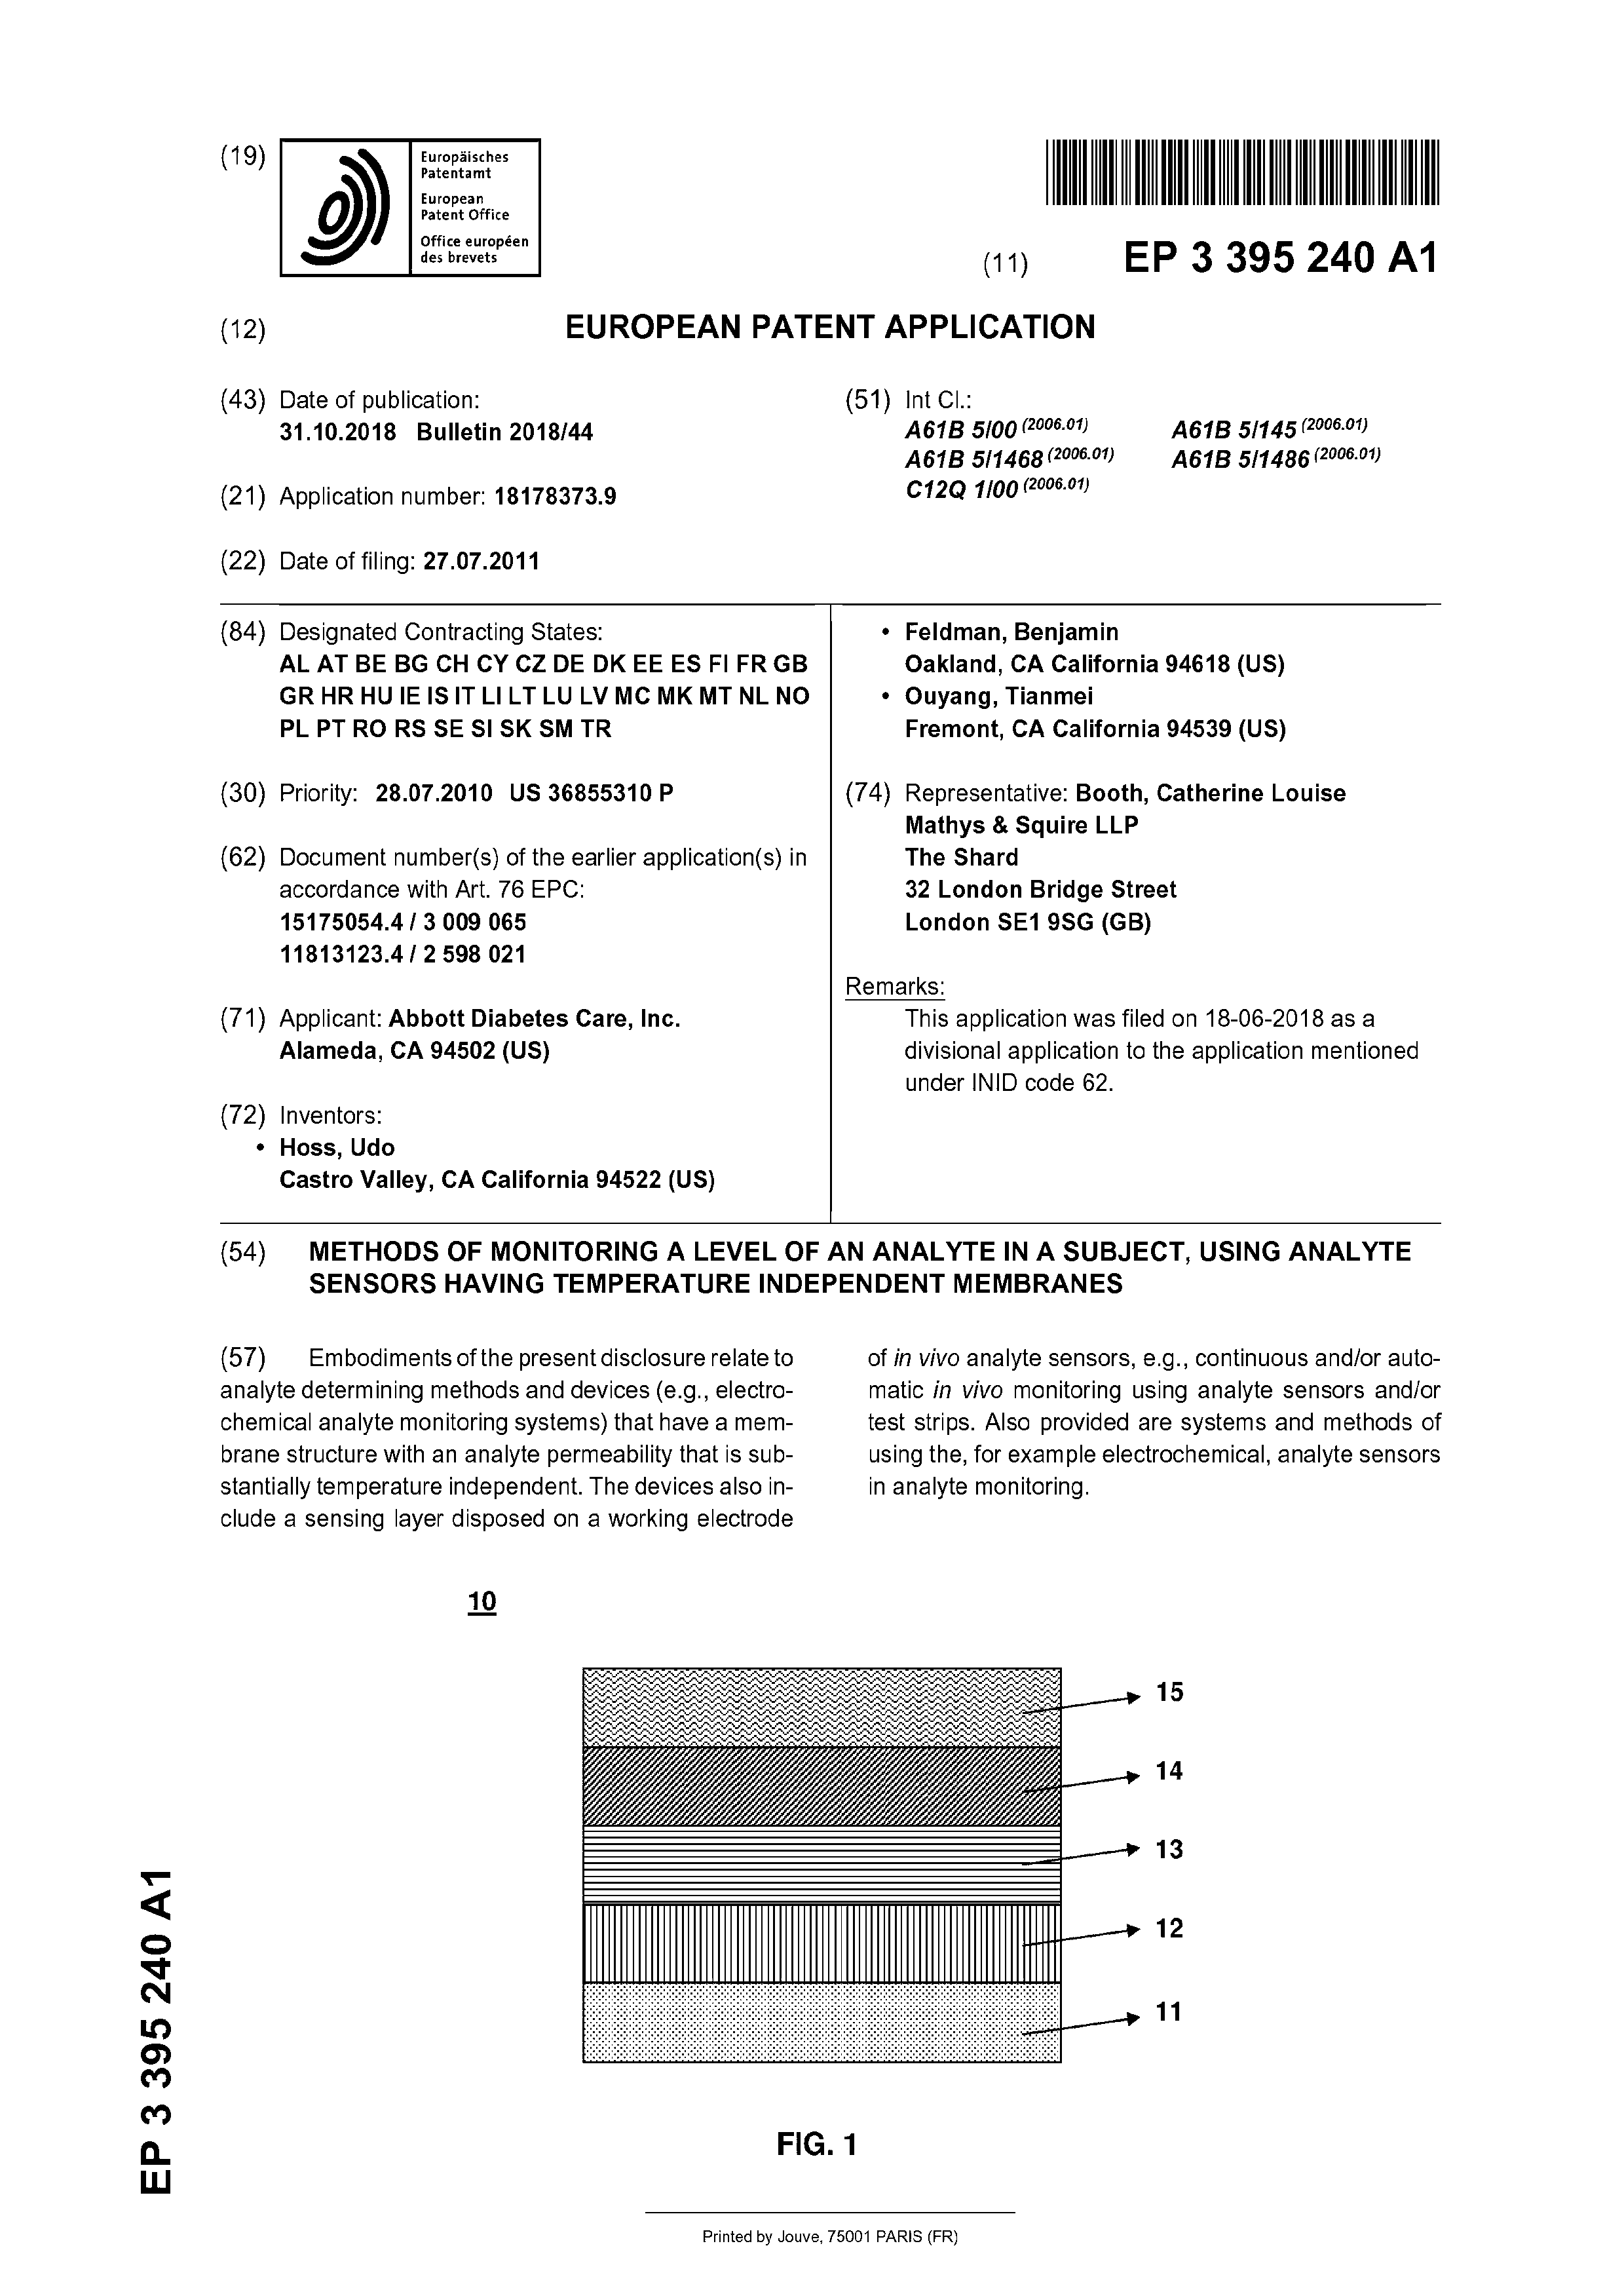 (19)
Europäisches
Patentamt
European
Patent Office
Office européen
des brevets
(11) EP 3 395 240 A1
(12) EUROPEAN PATENT APPLICATION
(43) Date of publication:
31.10.2018 Bulletin 2018/44
(21) Application number: 18178373.9
(22) Date of filing: 27.07.2011
(51) Int Cl.:
A61B 5/00 (2006.01) A61B 5/145 (2006.01)
A61B 5/1468 (2006.01) A61B 5/1486 (2006.01)
C12Q 1/00 (2006.01)
(84) Designated Contracting States:
AL AT BE BG CH CY CZ DE DK EE ES FI FR GB
GR HR HU IE IS IT LI LT LU LV MC MK MT NL NO
PL PT RO RS SE SI SK SM TR
(30) Priority: 28.07.2010 US 36855310 P
(62) Document number(s) of the earlier application(s) in
accordance with Art. 76 EPC:
15175054.4 / 3 009 065
11813123.4 / 2 598 021
(71) Applicant: Abbott Diabetes Care, Inc.
Alameda, CA 94502 (US)
(72) Inventors:
• Hoss, Udo
Castro Valley, CA California 94522 (US)
• Feldman, Benjamin
Oakland, CA California 94618 (US)
• Ouyang, Tianmei
Fremont, CA California 94539 (US)
(74) Representative: Booth, Catherine Louise
Mathys & Squire LLP
The Shard
32 London Bridge Street
London SE1 9SG (GB)
Remarks:
This application was filed on 18-06-2018 as a
divisional application to the application mentioned
under INID code 62.
(54) METHODS OF MONITORING A LEVEL OF AN ANALYTE IN A SUBJECT, USING ANALYTE
SENSORS HAVING TEMPERATURE INDEPENDENT MEMBRANES
(57) Embodiments of the present disclosure relate to
analyte determining methods and devices (e.g., electro-
chemical analyte monitoring systems) that have a mem-
brane structure with an analyte permeability that is sub-
stantially temperature independent. The devices also in-
clude a sensing layer disposed on a working electrode
of in vivo analyte sensors, e.g., continuous and/or auto-
matic in vivo monitoring using analyte sensors and/or
test strips. Also provided are systems and methods of
using the, for example electrochemical, analyte sensors
in analyte monitoring.
10
15
14
13
12
11
FIG. 1
EP 3 395 240 A1
Printed by Jouve, 75001 PARIS (FR)